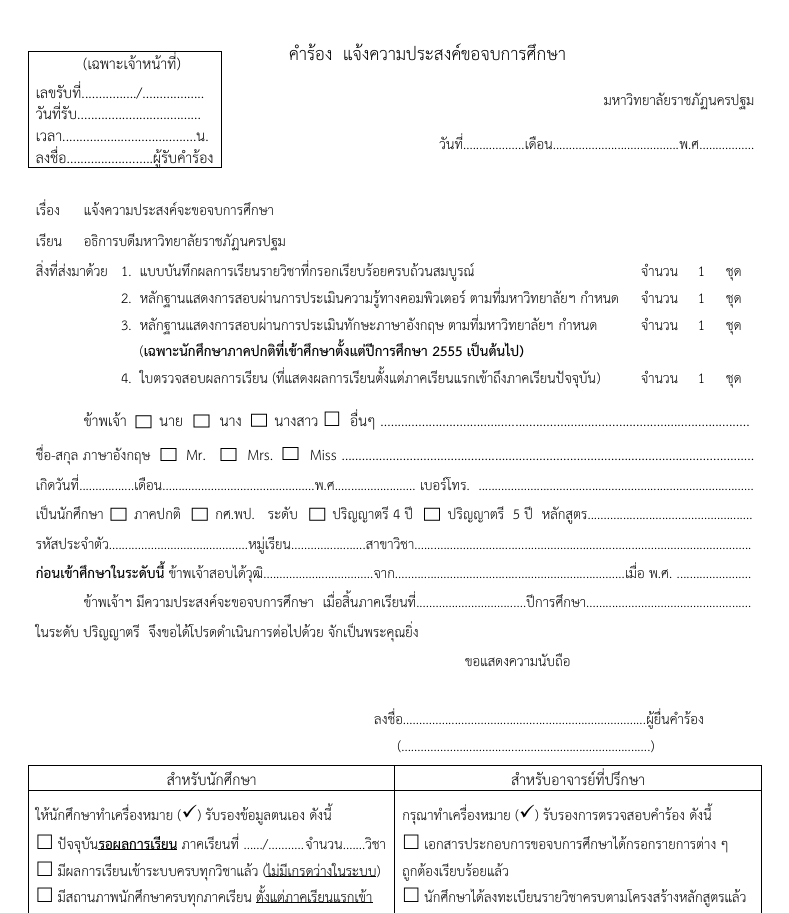 คำร้อง แจ้งความประสงค์ขอจบการศึกษา
(เฉพาะเจ้าหน้าที่)
เลขรับที่................/..................
วันที่รับ....................................
เวลา.......................................น.
ลงชื่อ.........................ผู้รับคำร้อง
มหาวิทยาลัยราชภัฏนครปฐม
วันที่..................เดือน.....................................พ.ศ................
เรื่อง แจ้งความประสงค์จะขอจบการศึกษา
เรียน อธิการบดีมหาวิทยาลัยราชภัฏนครปฐม
สิ่งที่ส่งมาด้วย 1. แบบบันทึกผลการเรียนรายวิชาที่กรอกเรียบร้อยครบถ้วนสมบูรณ์ จำนวน 1 ชุด
2. หลักฐานแสดงการสอบผ่านการประเมินความรู้ทางคอมพิวเตอร์ ตามที่มหาวิทยาลัยฯ กำหนด จำนวน 1 ชุด
3. หลักฐานแสดงการสอบผ่านการประเมินทักษะภาษาอังกฤษ ตามที่มหาวิทยาลัยฯ กำหนด จำนวน 1 ชุด
(เฉพาะนักศึกษาภาคปกติที่เข้าศึกษาตั้งแต่ปีการศึกษา 2555 เป็นต้นไป)
4. ใบตรวจสอบผลการเรียน (ที่แสดงผลการเรียนตั้งแต่ภาคเรียนแรกเข้าถึงภาคเรียนปัจจุบัน) จำนวน 1 ชุด
ข้าพเจ้า ☐ นาย ☐ นาง ☐ นางสาว ☐ อื่นๆ ..........................................................................................
ชื่อ-สกุล ภาษาอังกฤษ ☐ Mr. ☐ Mrs. ☐ Miss ..........................................................................................
เกิดวันที่................เดือน............................................พ.ศ....................... เบอร์โทร. ..........................................................................
เป็นนักศึกษา ☐ ภาคปกติ ☐ กศ.พป. ระดับ ☐ ปริญญาตรี 4 ปี ☐ ปริญญาตรี 5 ปี หลักสูตร................................................
รหัสประจำตัว.........................................หมู่เรียน......................สาขาวิชา..................................................................................
ก่อนเข้าศึกษาในระดับนี้ ข้าพเจ้าสอบได้วุฒิ................................จาก...................................................................เมื่อ พ.ศ. ......................
ข้าพเจ้าฯ มีความประสงค์จะขอจบการศึกษา เมื่อสิ้นภาคเรียนที่................................ปีการศึกษา................................................
ในระดับ ปริญญาตรี จึงขอได้โปรดดำเนินการต่อไปด้วย จักเป็นพระคุณยิ่ง
ขอแสดงความนับถือ
ลงชื่อ......................................................................ผู้ยื่นคำร้อง
(........................................................................)
สำหรับนักศึกษา
ให้นักศึกษาทำเครื่องหมาย (✓) รับรองข้อมูลตนเอง ดังนี้
☐ ปัจจุบันรอผลการเรียน ภาคเรียนที่ ....../...........จำนวน.......วิชา
☐ มีผลการเรียนเข้าระบบครบทุกวิชาแล้ว (ไม่มีเกรดว่างในระบบ)
☐ มีสถานภาพนักศึกษาครบทุกภาคเรียน ตั้งแต่ภาคเรียนแรกเข้า
สำหรับอาจารย์ที่ปรึกษา
กรุณาทำเครื่องหมาย (✓) รับรองการตรวจสอบคำร้อง ดังนี้
☐ เอกสารประกอบการขอจบการศึกษาได้กรอกรายการต่าง ๆ
ถูกต้องเรียบร้อยแล้ว
☐ นักศึกษาได้ลงทะเบียนรายวิชาครบตามโครงสร้างหลักสูตรแล้ว